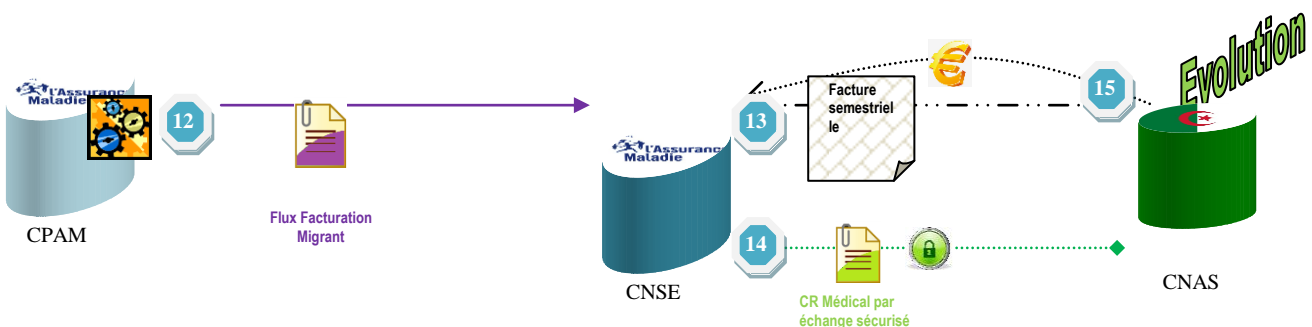 Evolution
l'Assurance
Maladie
12
CPAM
Flux Facturation
Migrant
l'Assurance
Maladie
13
Facture
semestriel
le
€
15
CNSE
14
CR Médical par
échange sécurisé
CNAS